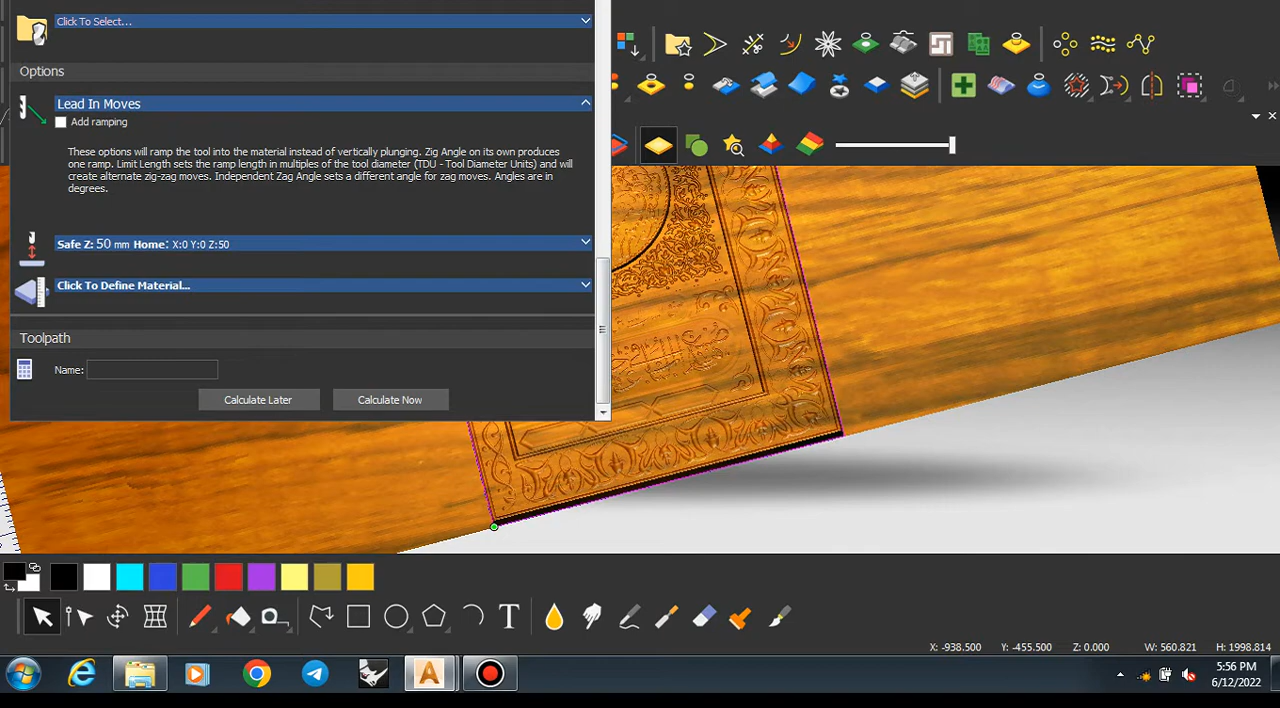 Click To Select...
Options
Lead In Moves
Add ramping
These options will ramp the tool into the material instead of vertically plunging. Zig Angle on its own produces
one ramp. Limit Length sets the ramp length in multiples of the tool diameter (TDU - Tool Diameter Units) and will
create alternate zig-zag moves. Independent Zag Angle sets a different angle for zag moves. Angles are in
degrees.
Safe Z: 50 mm Home: X:0 Y:0 Z:50
Click To Define Material...
Toolpath
Name:
Calculate Later
Calculate Now
X: -938.500
Y: -455.500
Z: 0.000
W: 560.821
H: 1998.814
5:56 PM
6/12/2022